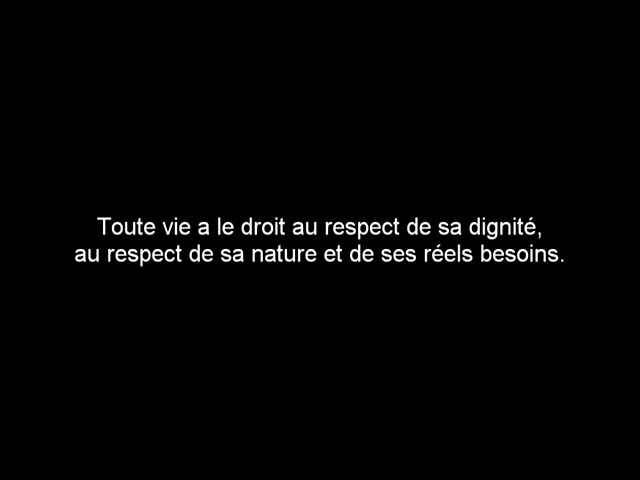 Toute vie a le droit au respect de sa dignité,
au respect de sa nature et de ses réels besoins.